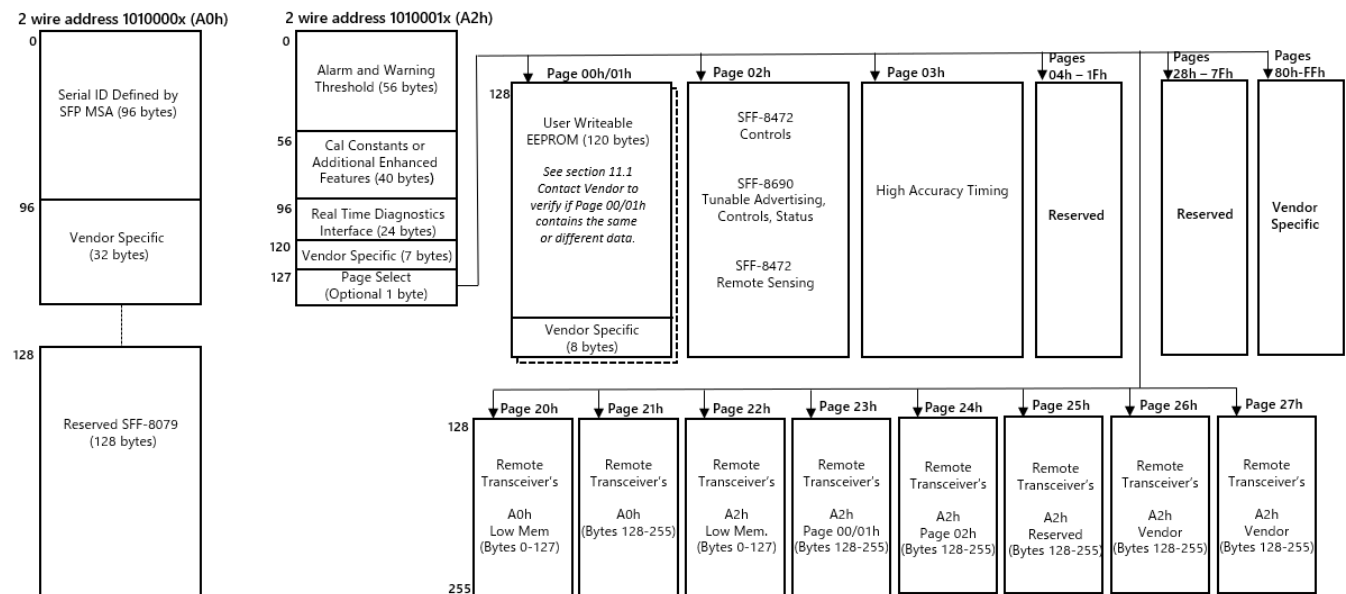 2 wire address 1010000x (A0h)
0
Serial ID Defined by
SFP MSA (96 bytes)
96
Vendor Specific
(32 bytes)
128
Reserved SFF-8079
(128 bytes)
2 wire address 1010001x (A2h)
0
Alarm and Warning
Threshold (56 bytes)
56
Cal Constants or
Additional Enhanced
Features (40 bytes)
96
Real Time Diagnostics
Interface (24 bytes)
120
Vendor Specific (7 bytes)
127
Page Select
(Optional 1 byte)
Page 00h/01h
128
User Writeable
EEPROM (120 bytes)
See section 11.1
Contact Vendor to
verify if Page 00/01h
contains the same
or different data.
Vendor Specific
(8 bytes)
Page 02h
SFF-8472
Controls
SFF-8690
Tunable Advertising,
Controls, Status
SFF-8472
Remote Sensing
Page 03h
High Accuracy Timing
Pages
04h – 1Fh
Reserved
Pages
28h – 7Fh
Reserved
Pages
80h-FFh
Vendor
Specific
128
255
Page 20h
Remote
Transceiver's
A0h
Low Mem
(Bytes 0-127)
Page 21h
Remote
Transceiver's
A0h
(Bytes 128-255)
Page 22h
Remote
Transceiver's
A2h
Low Mem.
(Bytes 0-127)
Page 23h
Remote
Transceiver's
A2h
Page 00/01h
(Bytes 128-255)
Page 24h
Remote
Transceiver's
A2h
Page 02h
(Bytes 128-255)
Page 25h
Remote
Transceiver's
A2h
Reserved
(Bytes 128-255)
Page 26h
Remote
Transceiver's
A2h
Vendor
(Bytes 128-255)
Page 27h
Remote
Transceiver's
A2h
Vendor
(Bytes 128-255)